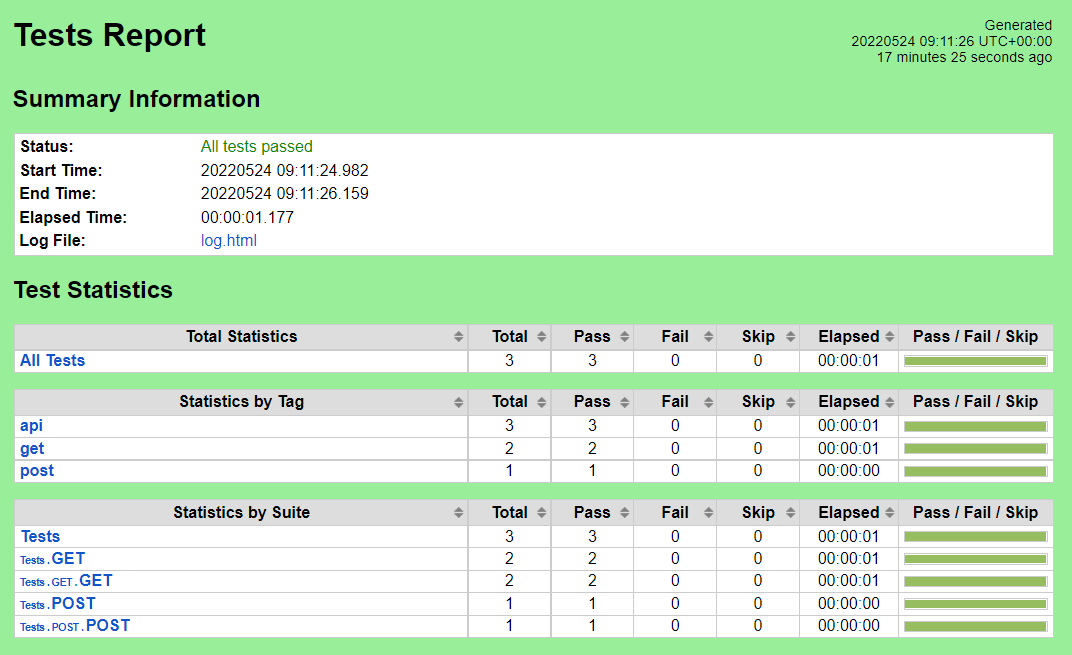 Tests Report
Generated
20220524 09:11:26 UTC+00:00
17 minutes 25 seconds ago
Summary Information
Status: All tests passed
Start Time: 20220524 09:11:24.982
End Time: 20220524 09:11:26.159
Elapsed Time: 00:00:01.177
Log File: log.html
Test Statistics
Total Statistics Total Pass Fail Skip Elapsed Pass / Fail / Skip
All Tests 3 3 0 0 00:00:01
Statistics by Tag Total Pass Fail Skip Elapsed Pass / Fail / Skip
api 3 3 0 0 00:00:01
get 2 2 0 0 00:00:01
post 1 1 0 0 00:00:00
Statistics by Suite Total Pass Fail Skip Elapsed Pass / Fail / Skip
Tests 3 3 0 0 00:00:01
Tests . GET 2 2 0 0 00:00:01
Tests . GET . GET 2 2 0 0 00:00:01
Tests . POST 1 1 0 0 00:00:00
Tests . POST . POST 1 1 0 0 00:00:00